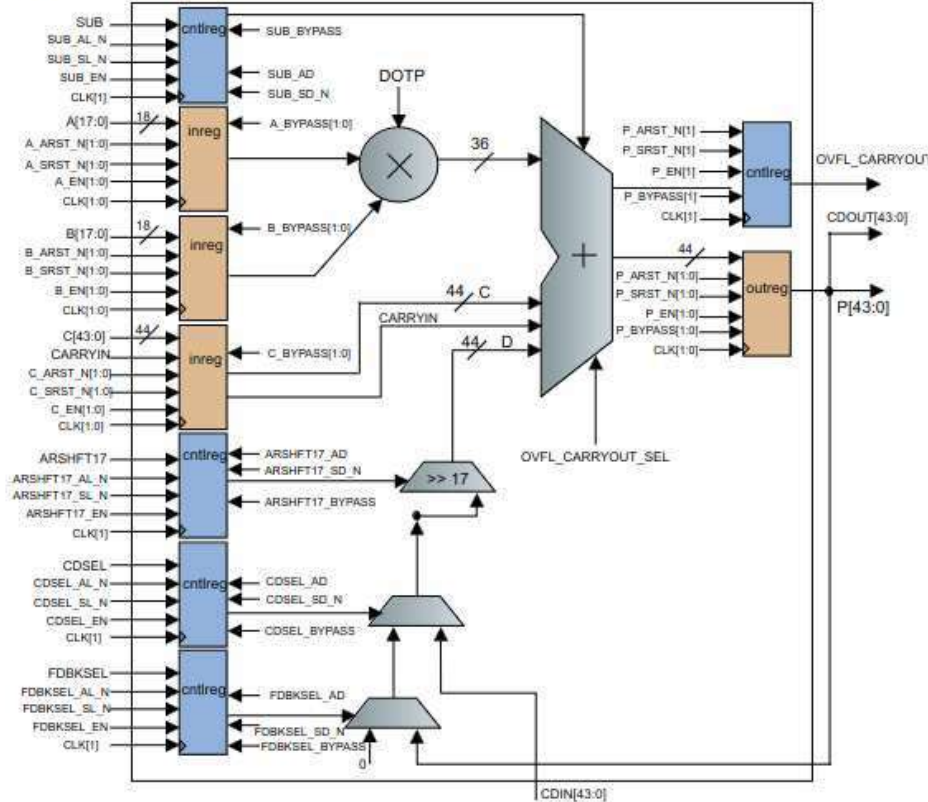 SUB
SUB_AL_N
SUB_SL_N
SUB_EN
CLK[1]
cntlreg
SUB_BYPASS
SUB_AD
SUB_SD_N
DOTP
A[17:0]
18
A_ARST_N[1:0]
A_SRST_N[1:0]
A_EN[1:0]
CLK[1:0]
inreg
A_BYPASS[1:0]
36
B[17:0]
18
B_ARST_N[1:0]
B_SRST_N[1:0]
B_EN[1:0]
CLK[1:0]
inreg
B_BYPASS[1:0]
C[43:0]
44
CARRYIN
C_ARST_N[1:0]
C_SRST_N[1:0]
C_EN[1:0]
CLK[1:0]
inreg
C_BYPASS[1:0]
44 C
CARRYIN
44 D
+
OVFL_CARRYOUT_SEL
P_ARST_N[1]
P_SRST_N[1]
P_EN[1]
P_BYPASS[1]
CLK[1]
cntlreg
OVFL_CARRYOUT
CDOUT[43:0]
44
P_ARST_N[1:0]
P_SRST_N[1:0]
P_EN[1:0]
P_BYPASS[1:0]
CLK[1:0]
outreg
P[43:0]
ARSHFT17
ARSHFT17_AL_N
ARSHFT17_SL_N
ARSHFT17_EN
CLK[1]
cntlreg
ARSHFT17_AD
ARSHFT17_SD_N
ARSHFT17_BYPASS
>> 17
CDSEL
CDSEL_AL_N
CDSEL_SL_N
CDSEL_EN
CLK[1]
cntlreg
CDSEL_AD
CDSEL_SD_N
CDSEL_BYPASS
FDBKSEL
FDBKSEL_AL_N
FDBKSEL_SL_N
FDBKSEL_EN
CLK[1]
cntlreg
FDBKSEL_AD
FDBKSEL_SD_N
FDBKSEL_BYPASS
0
CDIN[43:0]